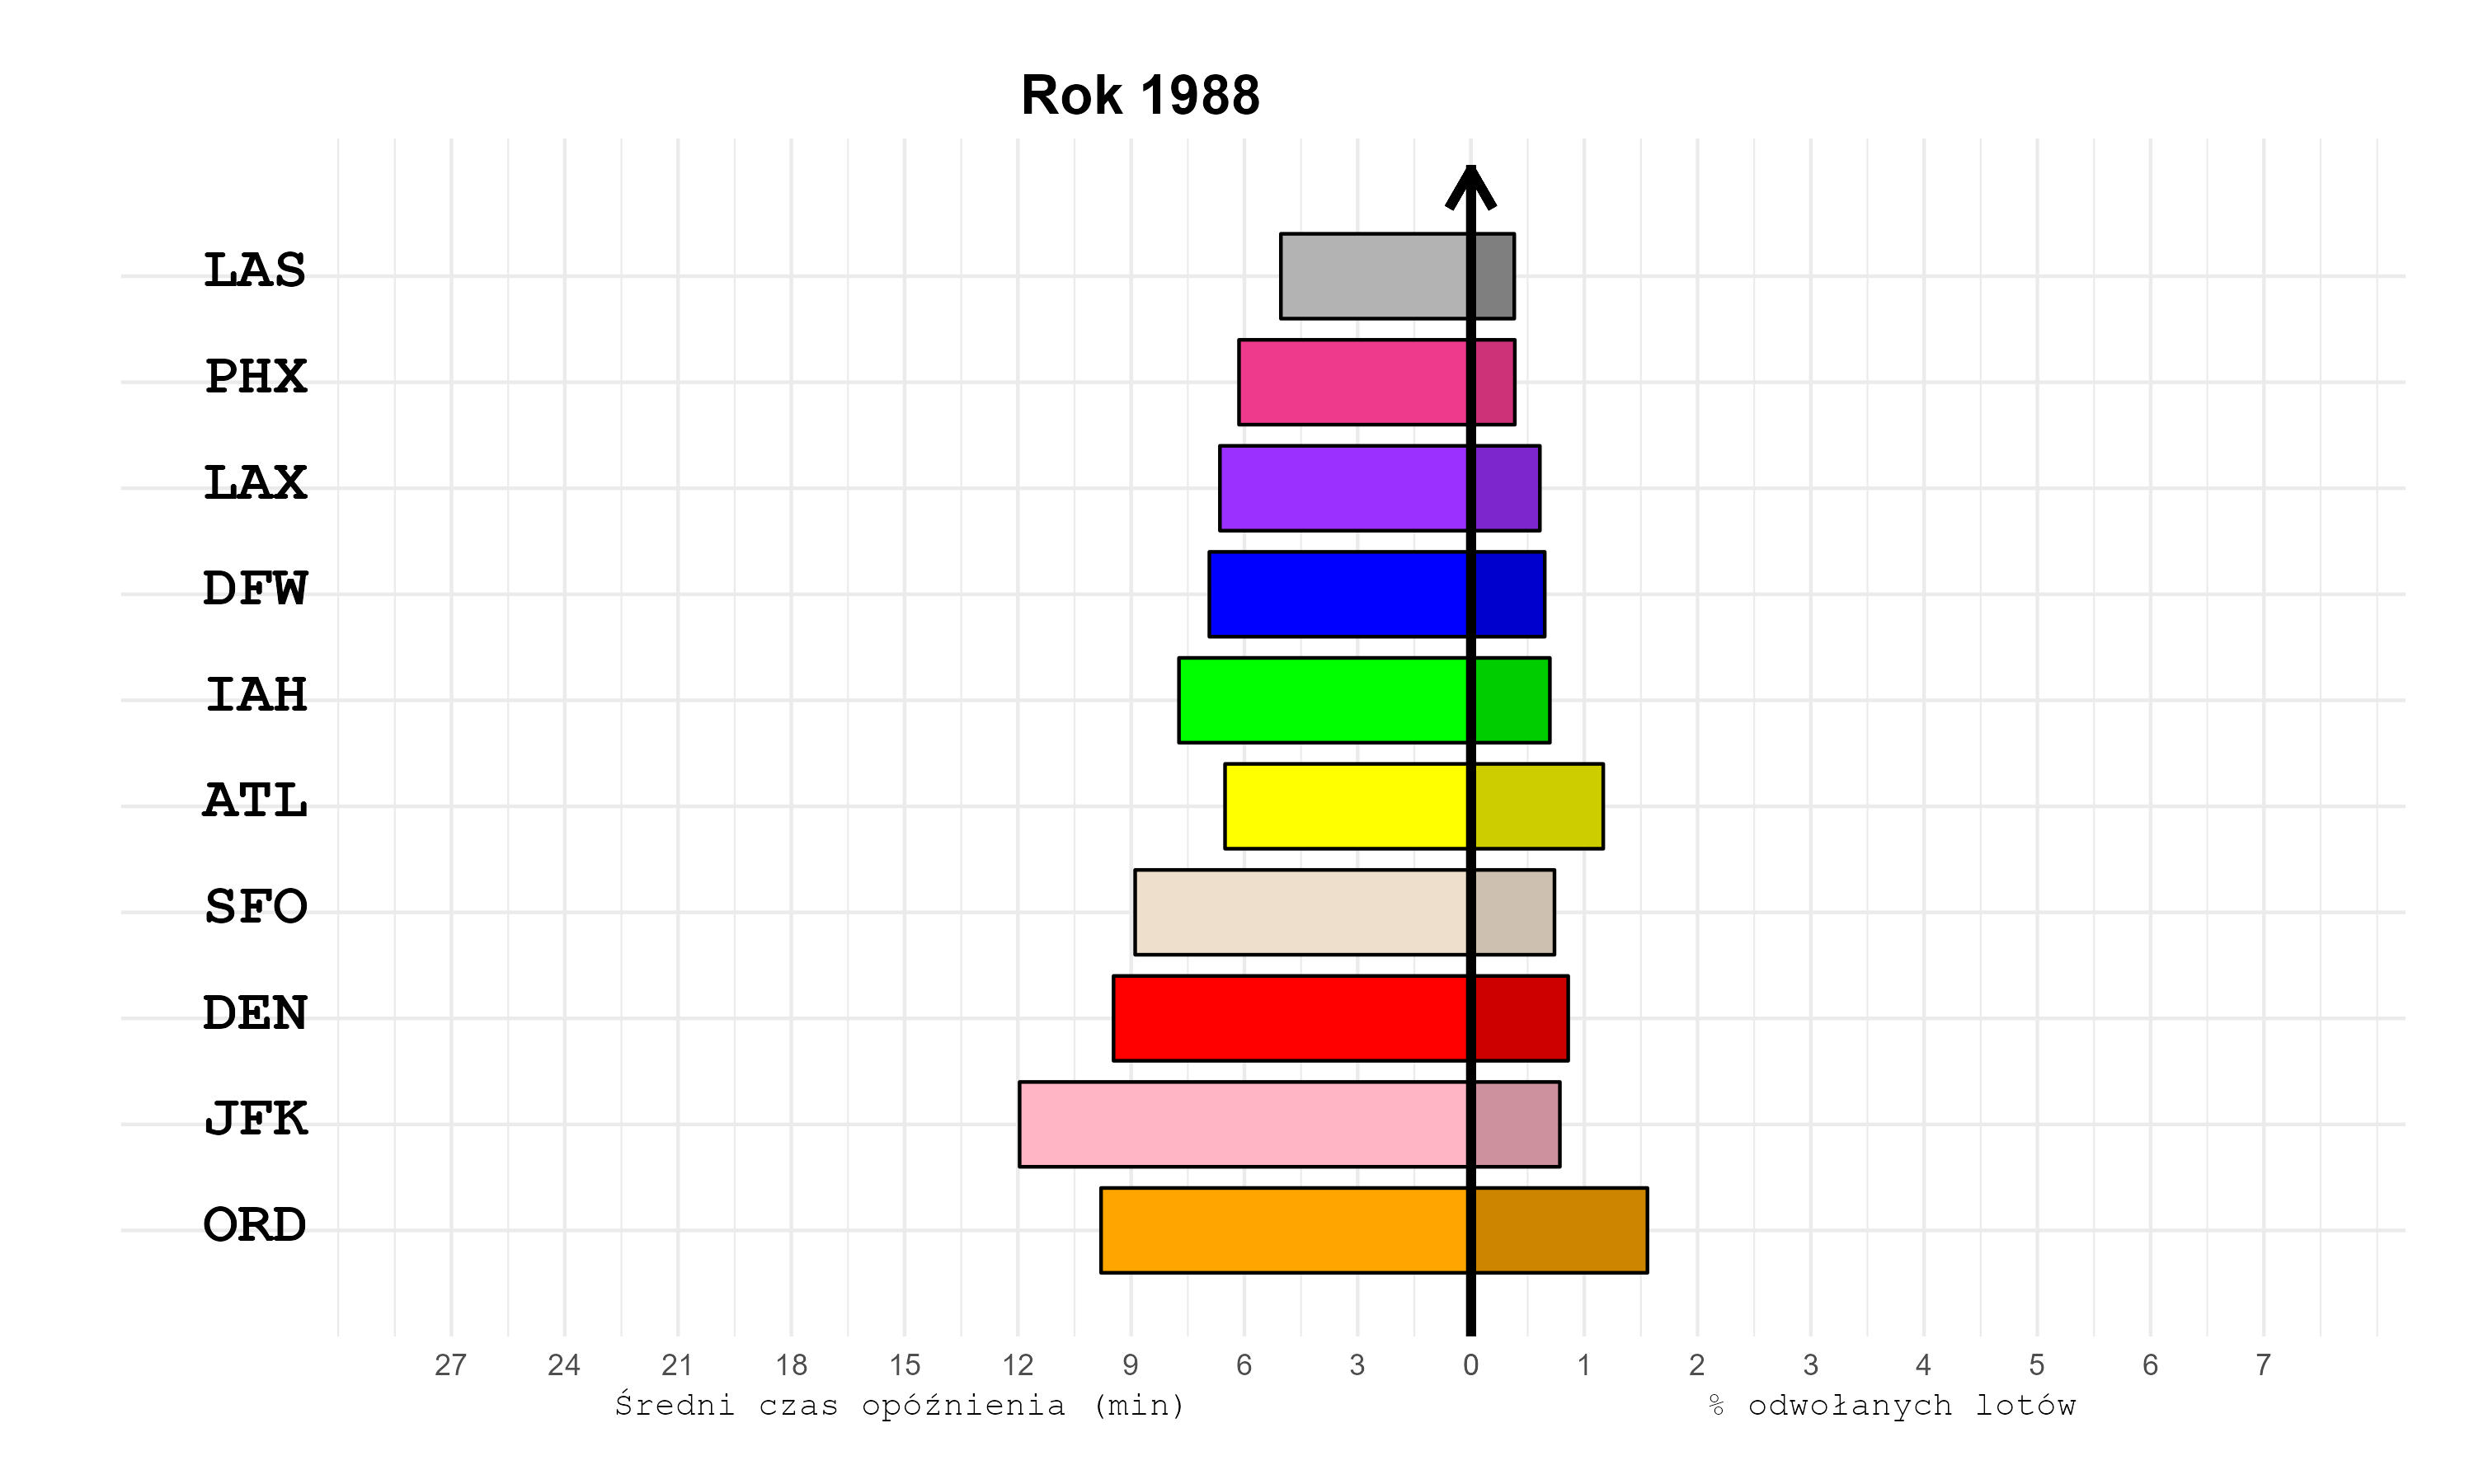 Rok 1988
LAS
PHX
LAX
DFW
IAH
ATL
SFO
DEN
JFK
ORD
27 24 21 18 15 12 9 6 3 0 1 2 3 4 5 6 7
Średni czas opóźnienia (min) % odwołanych lotów